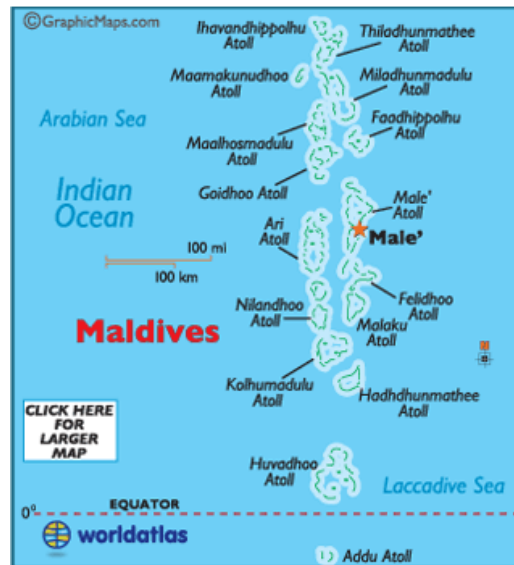 ©GraphicMaps.com
Ihavandhippolhu
Atoll
Thiladhunmathee
Atoll
Maamakunudhoo
Atoll
Miladhunmadulu
Atoll
Arabian Sea
Faadhippolhu
Atoll
Maalhosmadulu
Atoll
Goidhoo Atoll
Indian
Ocean
Male'
Atoll
Ari
Atoll
Male'
100 mi
100 km
Felidhoo
Atoll
Nilandhoo
Atoll
Malaku
Atoll
Maldives
Kolhumadulu
Atoll
Hadhdhunmathee
Atoll
CLICK HERE
FOR
LARGER
MAP
Huvadhoo
Atoll
Laccadive Sea
EQUATOR
0°
worldatlas
Addu Atoll